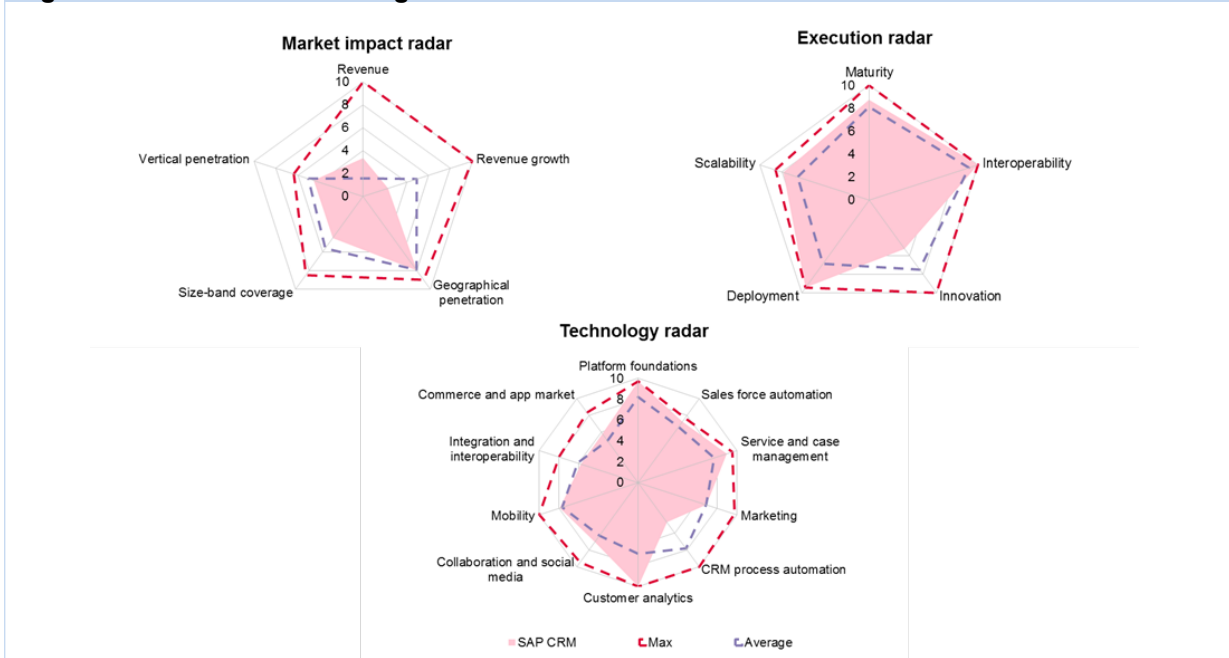 Market impact radar
Revenue
10
8
6
4
2
0
Vertical penetration
Revenue growth
Size-band coverage
Geographical
penetration
Execution radar
Maturity
10
8
6
4
2
0
Scalability
Interoperability
Deployment
Innovation
Technology radar
Platform foundations
10
8
6
4
2
0
Commerce and app market
Sales force automation
Integration and
interoperability
Service and case
management
Mobility
Marketing
Collaboration and social
media
CRM process automation
Customer analytics
SAP CRM
Max
Average